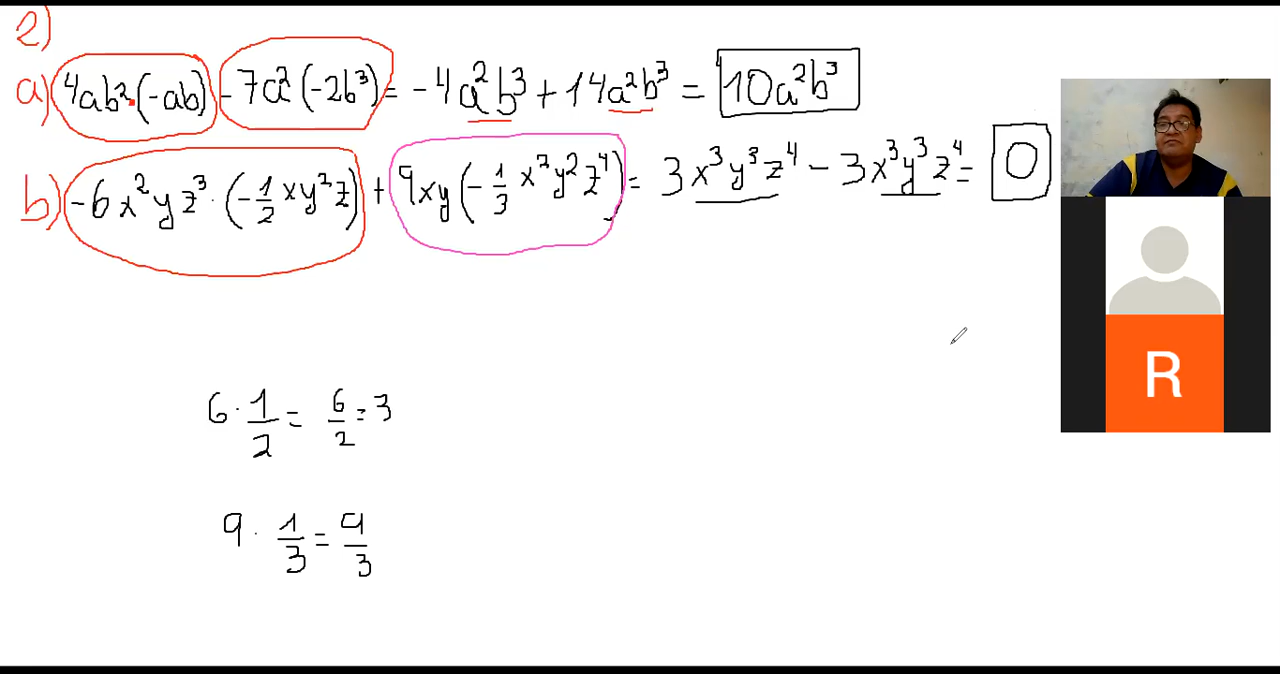 2)
a) 4ab²·(-ab) - 7a²(-2b³) = -4a²b³ + 14a²b³ = 10a²b³
b) -6x²yz³·(-1/2 xy²z) + 9xy(-1/3 x²y²z⁴) = 3x³y³z⁴ - 3x³y³z⁴ = 0
6·1/2 = 6/2 = 3
9·1/3 = 9/3
R